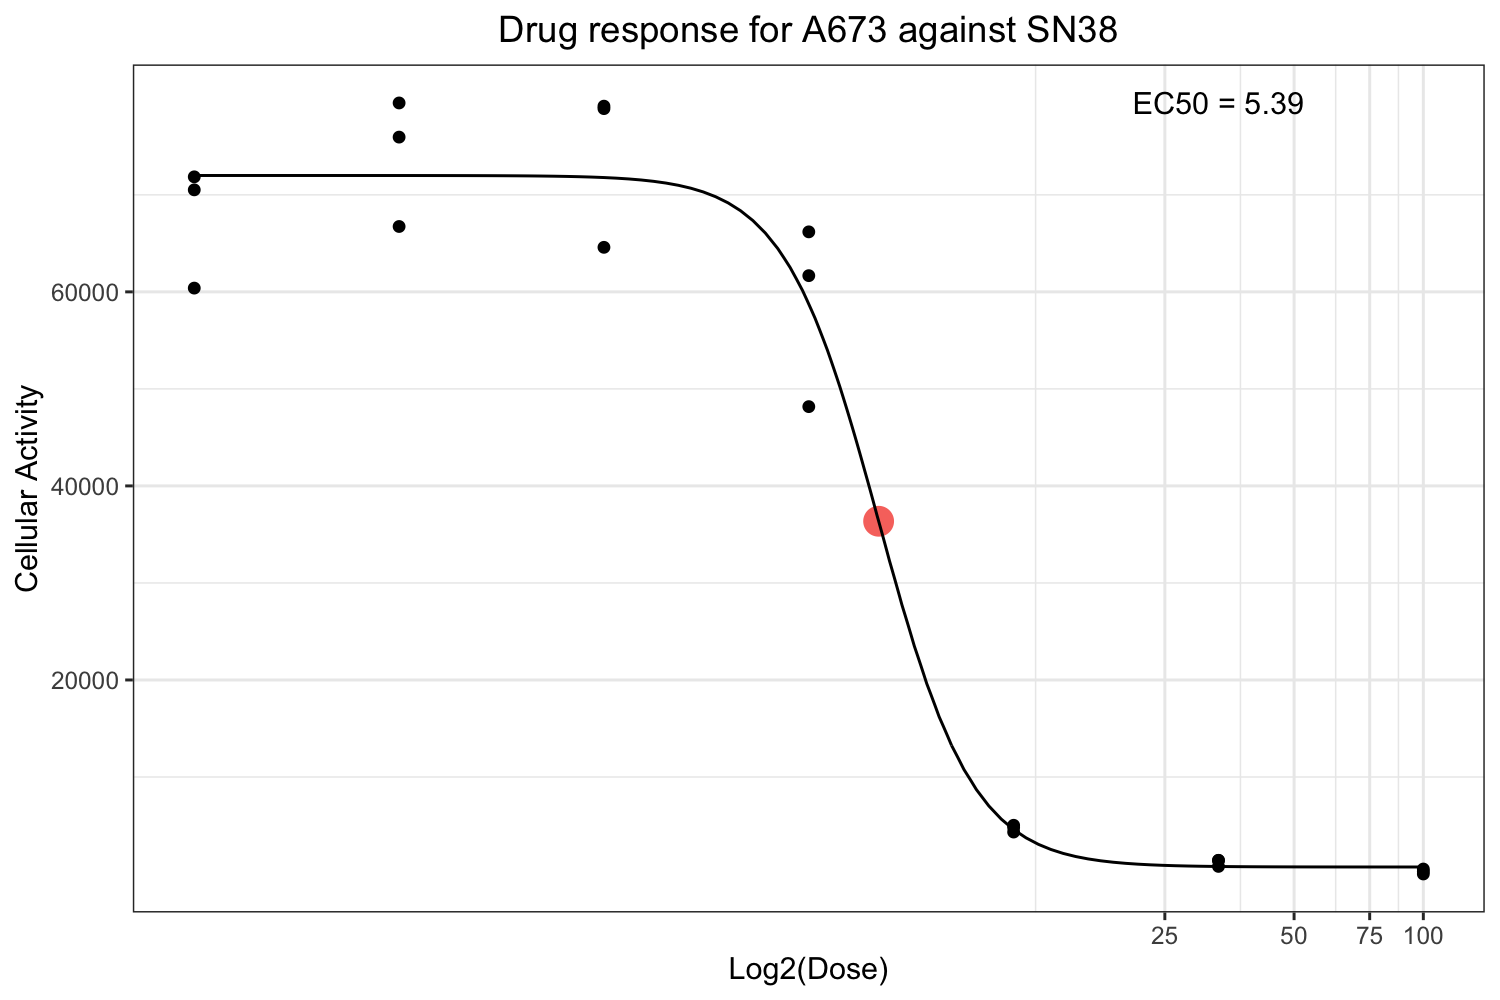 Drug response for A673 against SN38
EC50 = 5.39
Cellular Activity
60000
40000
20000
25 50 75 100
Log2(Dose)